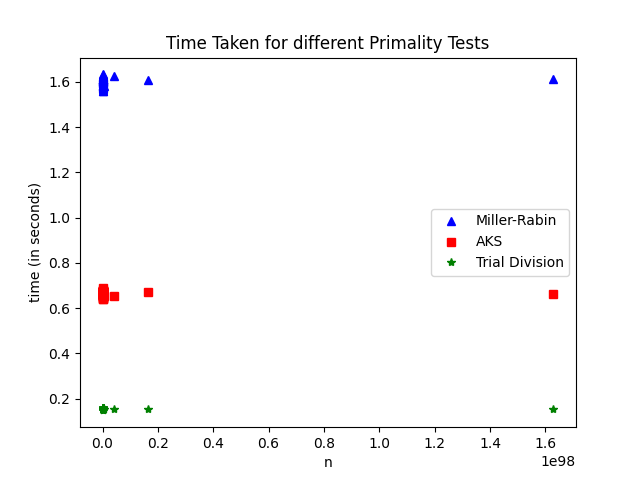 Time Taken for different Primality Tests
time (in seconds)
1.6
1.4
1.2
1.0
0.8
0.6
0.4
0.2
Miller-Rabin
AKS
Trial Division
0.0 0.2 0.4 0.6 0.8 1.0 1.2 1.4 1.6
1e98
n